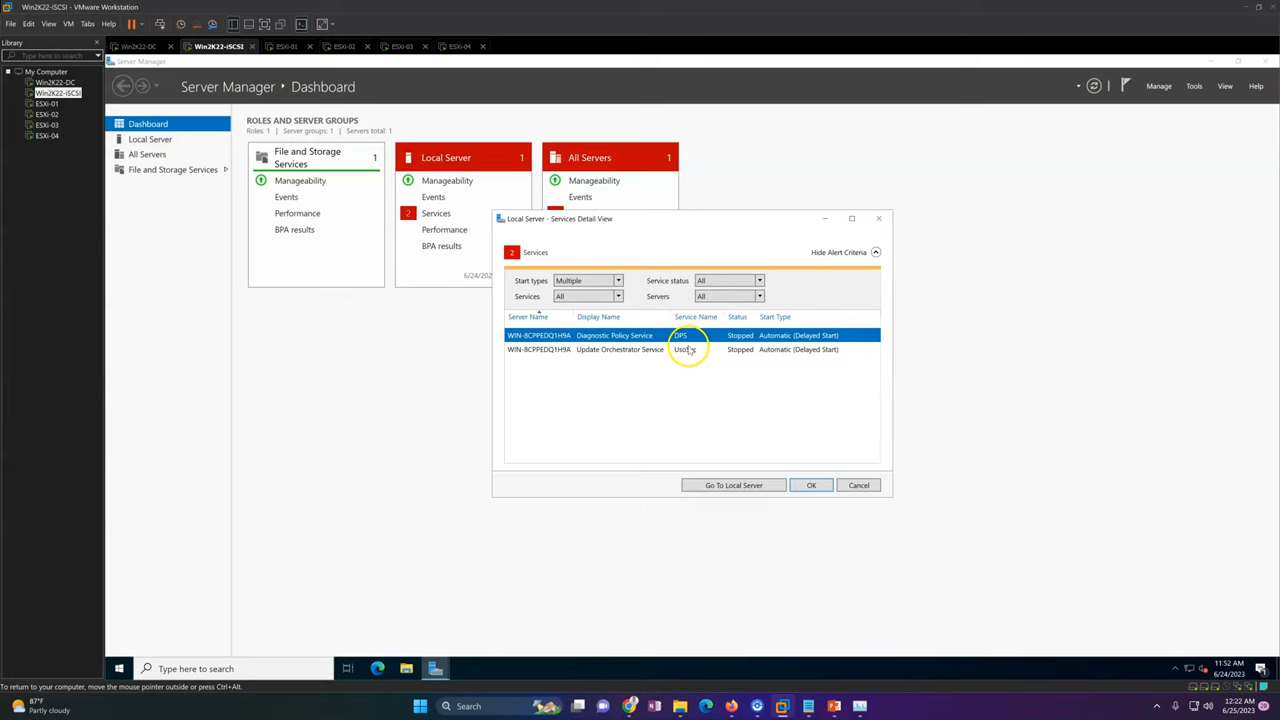 Win2K22-iSCSI - VMware Workstation
File Edit View VM Tabs Help
Library
Type here to search
My Computer
Win2K22-DC
Win2K22-iSCSI
ESXi-01
ESXi-02
ESXi-03
ESXi-04
Win2K22-DC Win2K22-iSCSI ESXi-01 ESXi-02 ESXi-03 ESXi-04
Server Manager
Server Manager • Dashboard
Manage Tools View Help
Dashboard
Local Server
All Servers
File and Storage Services
ROLES AND SERVER GROUPS
Roles: 1 | Server groups: 1 | Servers total: 1
File and Storage Services 1
Manageability
Events
Performance
BPA results
Local Server 1
Manageability
Events
2 Services
Performance
BPA results
All Servers 1
Manageability
Events
Local Server - Services Detail View
2 Services
Hide Alert Criteria
Start types Multiple Service status All
Services All Servers All
Server Name Display Name Service Name Status Start Type
WIN-8CPPEDQ1H9A Diagnostic Policy Service DPS Stopped Automatic (Delayed Start)
WIN-8CPPEDQ1H9A Update Orchestrator Service Stopped Automatic (Delayed Start)
Go To Local Server OK Cancel
Type here to search
11:52 AM
6/24/2023
To return to your computer, move the mouse pointer outside or press Ctrl+Alt.
87°F
Partly cloudy
Search
12:22 AM
6/25/2023